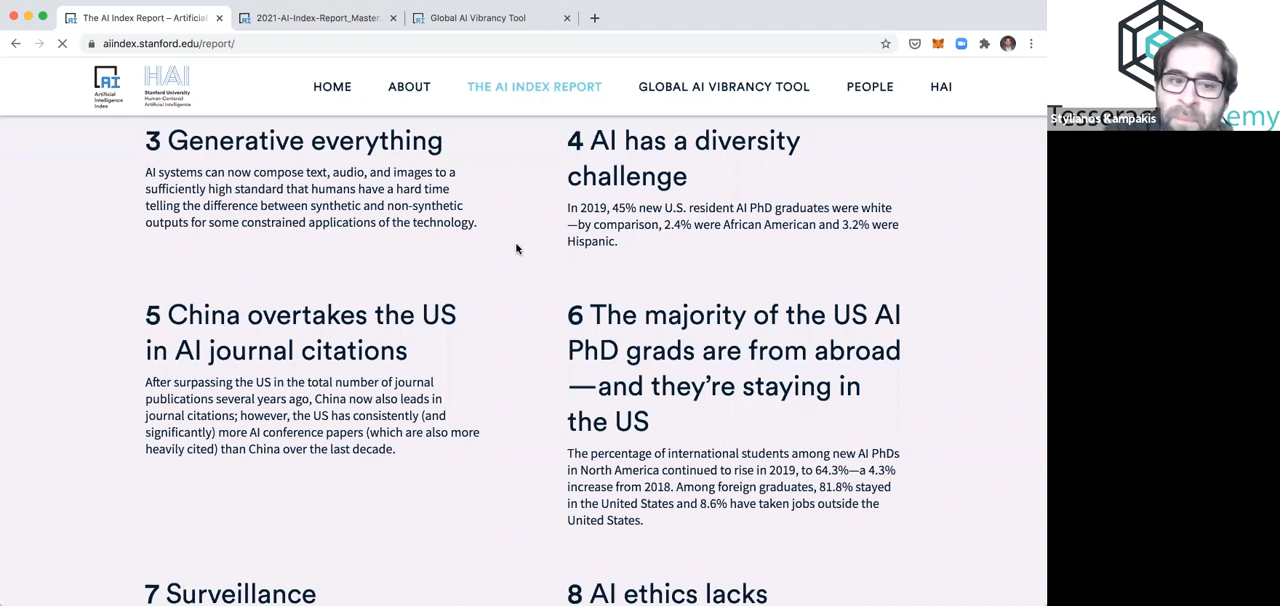 The AI Index Report – Artificial
2021-AI-Index-Report_Master
Global AI Vibrancy Tool
aiindex.stanford.edu/report/
AI
Artificial
Intelligence
Index
HAI
Stanford University
Human-Centered
Artificial Intelligence
HOME
ABOUT
THE AI INDEX REPORT
GLOBAL AI VIBRANCY TOOL
PEOPLE
HAI
3 Generative everything
AI systems can now compose text, audio, and images to a
sufficiently high standard that humans have a hard time
telling the difference between synthetic and non-synthetic
outputs for some constrained applications of the technology.
4 AI has a diversity
challenge
In 2019, 45% new U.S. resident AI PhD graduates were white
—by comparison, 2.4% were African American and 3.2% were
Hispanic.
5 China overtakes the US
in AI journal citations
After surpassing the US in the total number of journal
publications several years ago, China now also leads in
journal citations; however, the US has consistently (and
significantly) more AI conference papers (which are also more
heavily cited) than China over the last decade.
6 The majority of the US AI
PhD grads are from abroad
—and they’re staying in
the US
The percentage of international students among new AI PhDs
in North America continued to rise in 2019, to 64.3%—a 4.3%
increase from 2018. Among foreign graduates, 81.8% stayed
in the United States and 8.6% have taken jobs outside the
United States.
7 Surveillance
8 AI ethics lacks
Stylianos Kampakis